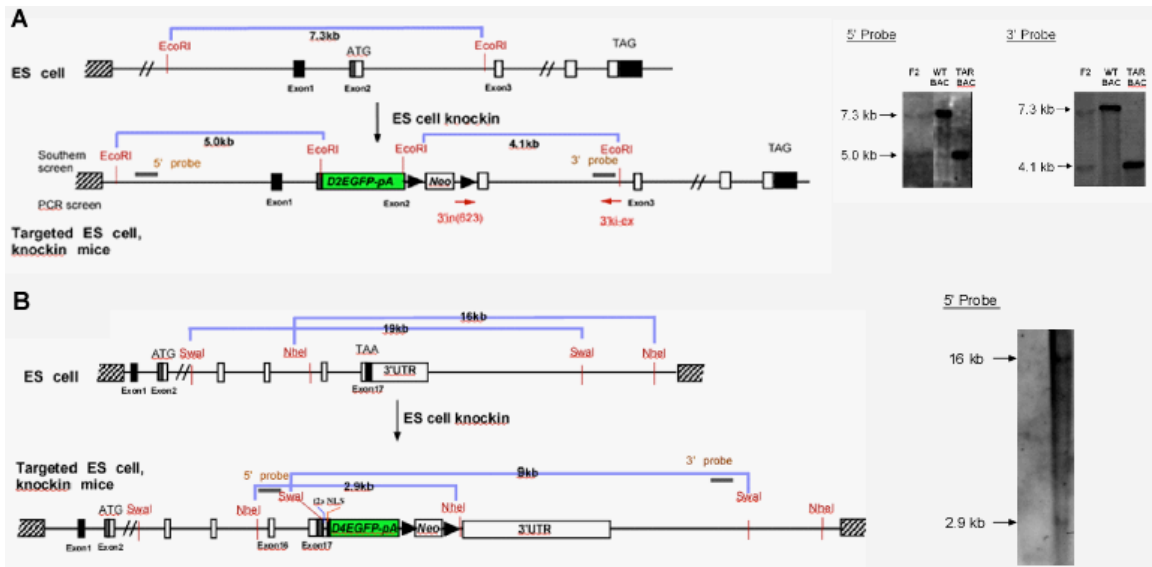 A
7.3kb
EcoRI
EcoRI
ATG
TAG
ES cell
Exon1
Exon2
Exon3
ES cell knockin
5.0kb
4.1kb
EcoRI
EcoRI
EcoRI
EcoRI
Southern screen
5' probe
3' probe
TAG
D2EGFP-pA
Neo
PCR screen
Exon1
Exon2
Exon3
3'in(623)
3'ki-ex
Targeted ES cell,
knockin mice
5' Probe
F2 WT BAC TAR BAC
7.3 kb
5.0 kb
3' Probe
F2 WT BAC TAR BAC
7.3 kb
4.1 kb
B
16kb
19kb
ATG
SwaI
NheI
TAA
SwaI
NheI
ES cell
3'UTR
Exon1
Exon2
Exon17
ES cell knockin
Targeted ES cell,
knockin mice
5' probe
9kb
3' probe
2.9kb
SwaI
NLS
ATG
SwaI
NheI
NheI
SwaI
NheI
D4EGFP-pA
Neo
3'UTR
Exon1
Exon2
Exon16
Exon17
5' Probe
16 kb
2.9 kb